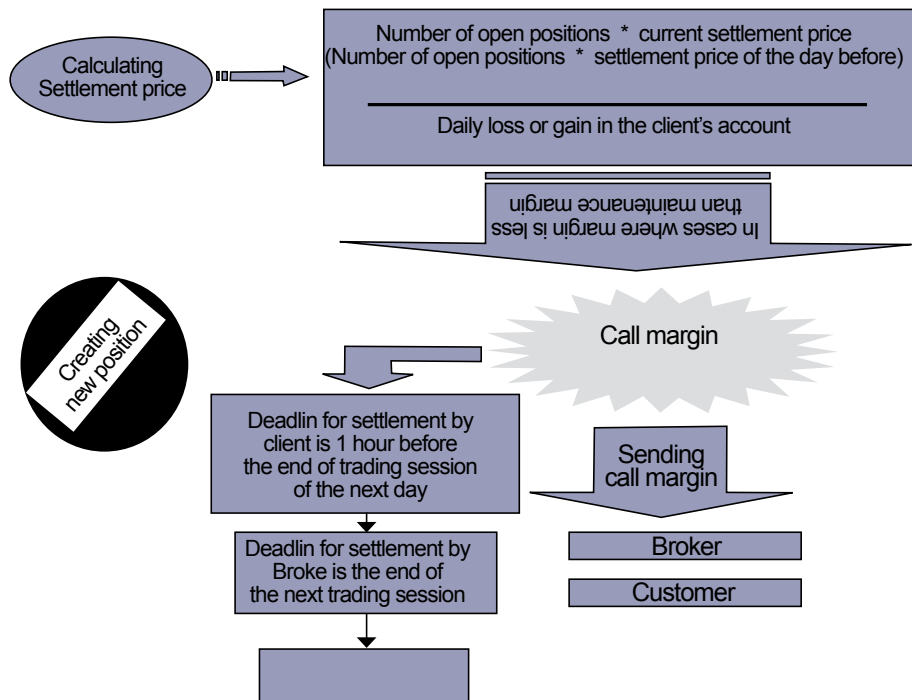 Calculating
Settlement price
Number of open positions * current settlement price
(Number of open positions * settlement price of the day before)
Daily loss or gain in the client's account
In cases where margin is less
than maintenance margin
Creating
new position
Call margin
Deadlin for settlement by
client is 1 hour before
the end of trading session
of the next day
Sending
call margin
Deadlin for settlement by
Broke is the end of
the next trading session
Broker
Customer